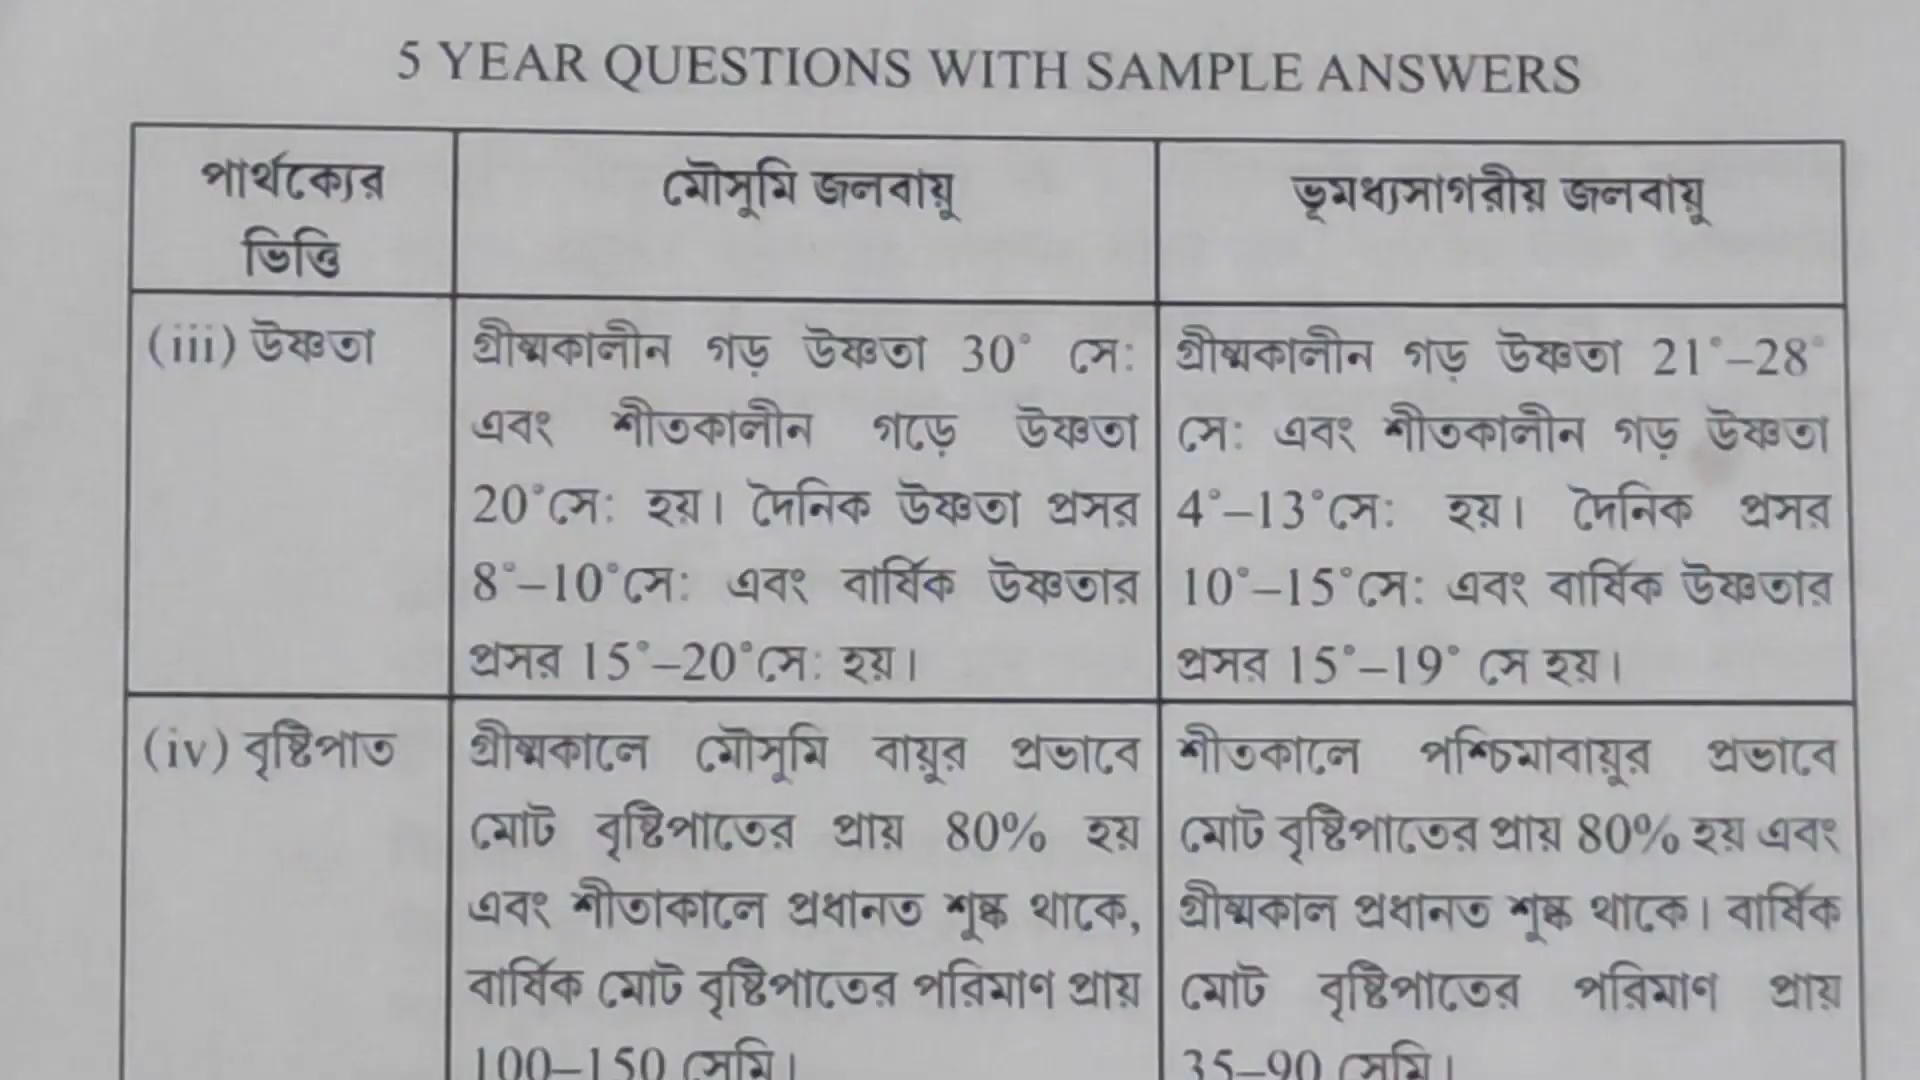 5 YEAR QUESTIONS WITH SAMPLE ANSWERS
পার্থক্যের
ভিত্তি
মৌসুমি জলবায়ু
ভূমধ্যসাগরীয় জলবায়ু
(iii) উষ্ণতা
গ্রীষ্মকালীন গড় উষ্ণতা 30° সে:
এবং শীতকালীন গড়ে উষ্ণতা
20°সে: হয়। দৈনিক উষ্ণতা প্রসর
8°–10°সে: এবং বার্ষিক উষ্ণতার
প্রসর 15°–20°সে: হয়।
গ্রীষ্মকালীন গড় উষ্ণতা 21°–28°
সে: এবং শীতকালীন গড় উষ্ণতা
4°–13°সে: হয়। দৈনিক প্রসর
10°–15°সে: এবং বার্ষিক উষ্ণতার
প্রসর 15°–19° সে হয়।
(iv) বৃষ্টিপাত
গ্রীষ্মকালে মৌসুমি বায়ুর প্রভাবে
মোট বৃষ্টিপাতের প্রায় 80% হয়
এবং শীতাকালে প্রধানত শুষ্ক থাকে,
বার্ষিক মোট বৃষ্টিপাতের পরিমাণ প্রায়
100–150 সেমি।
শীতকালে পশ্চিমাবায়ুর প্রভাবে
মোট বৃষ্টিপাতের প্রায় 80% হয় এবং
গ্রীষ্মকাল প্রধানত শুষ্ক থাকে। বার্ষিক
মোট বৃষ্টিপাতের পরিমাণ প্রায়
35–90 সেমি।